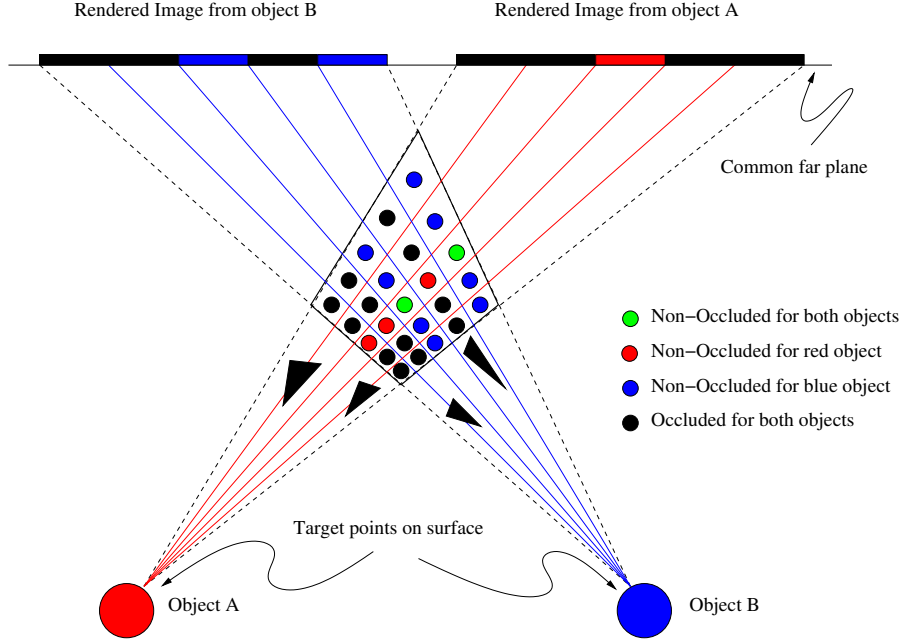 Rendered Image from object B
Rendered Image from object A
Common far plane
Non−Occluded for both objects
Non−Occluded for red object
Non−Occluded for blue object
Occluded for both objects
Target points on surface
Object A
Object B